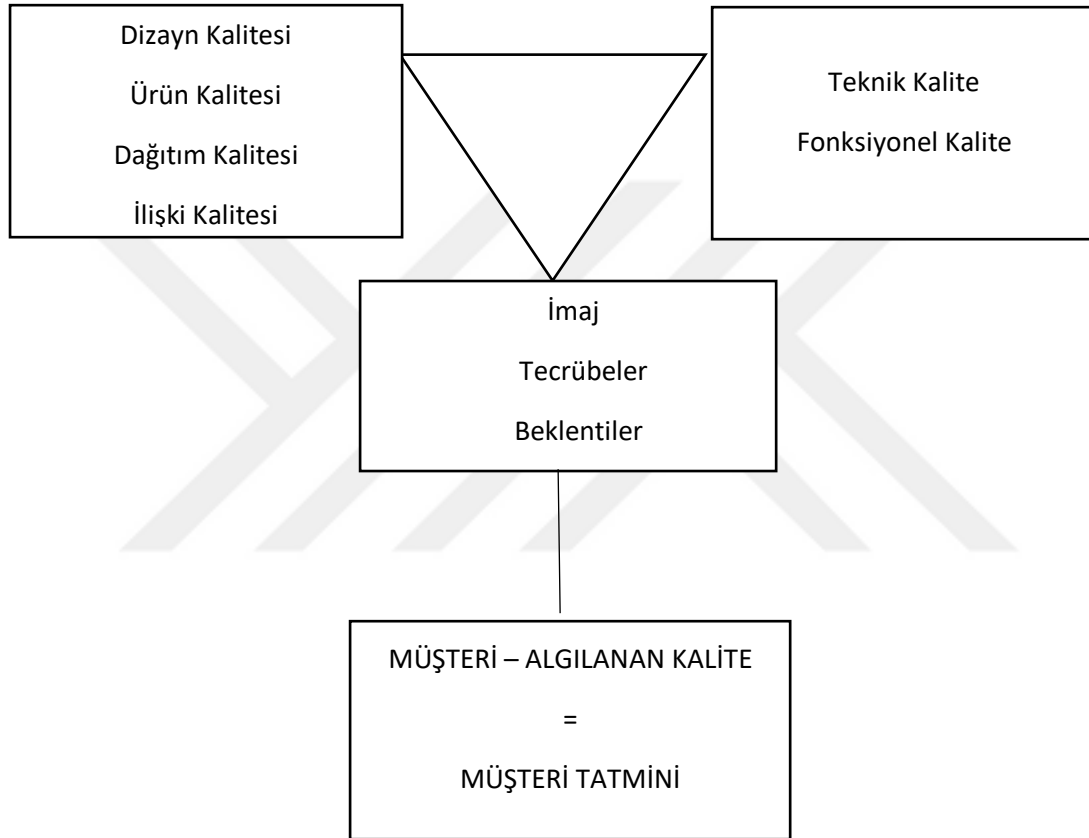 Dizayn Kalitesi
Ürün Kalitesi
Dağıtım Kalitesi
İlişki Kalitesi
Teknik Kalite
Fonksiyonel Kalite
İmaj
Tecrübeler
Beklentiler
MÜŞTERİ – ALGILANAN KALİTE
=
MÜŞTERİ TATMİNİ